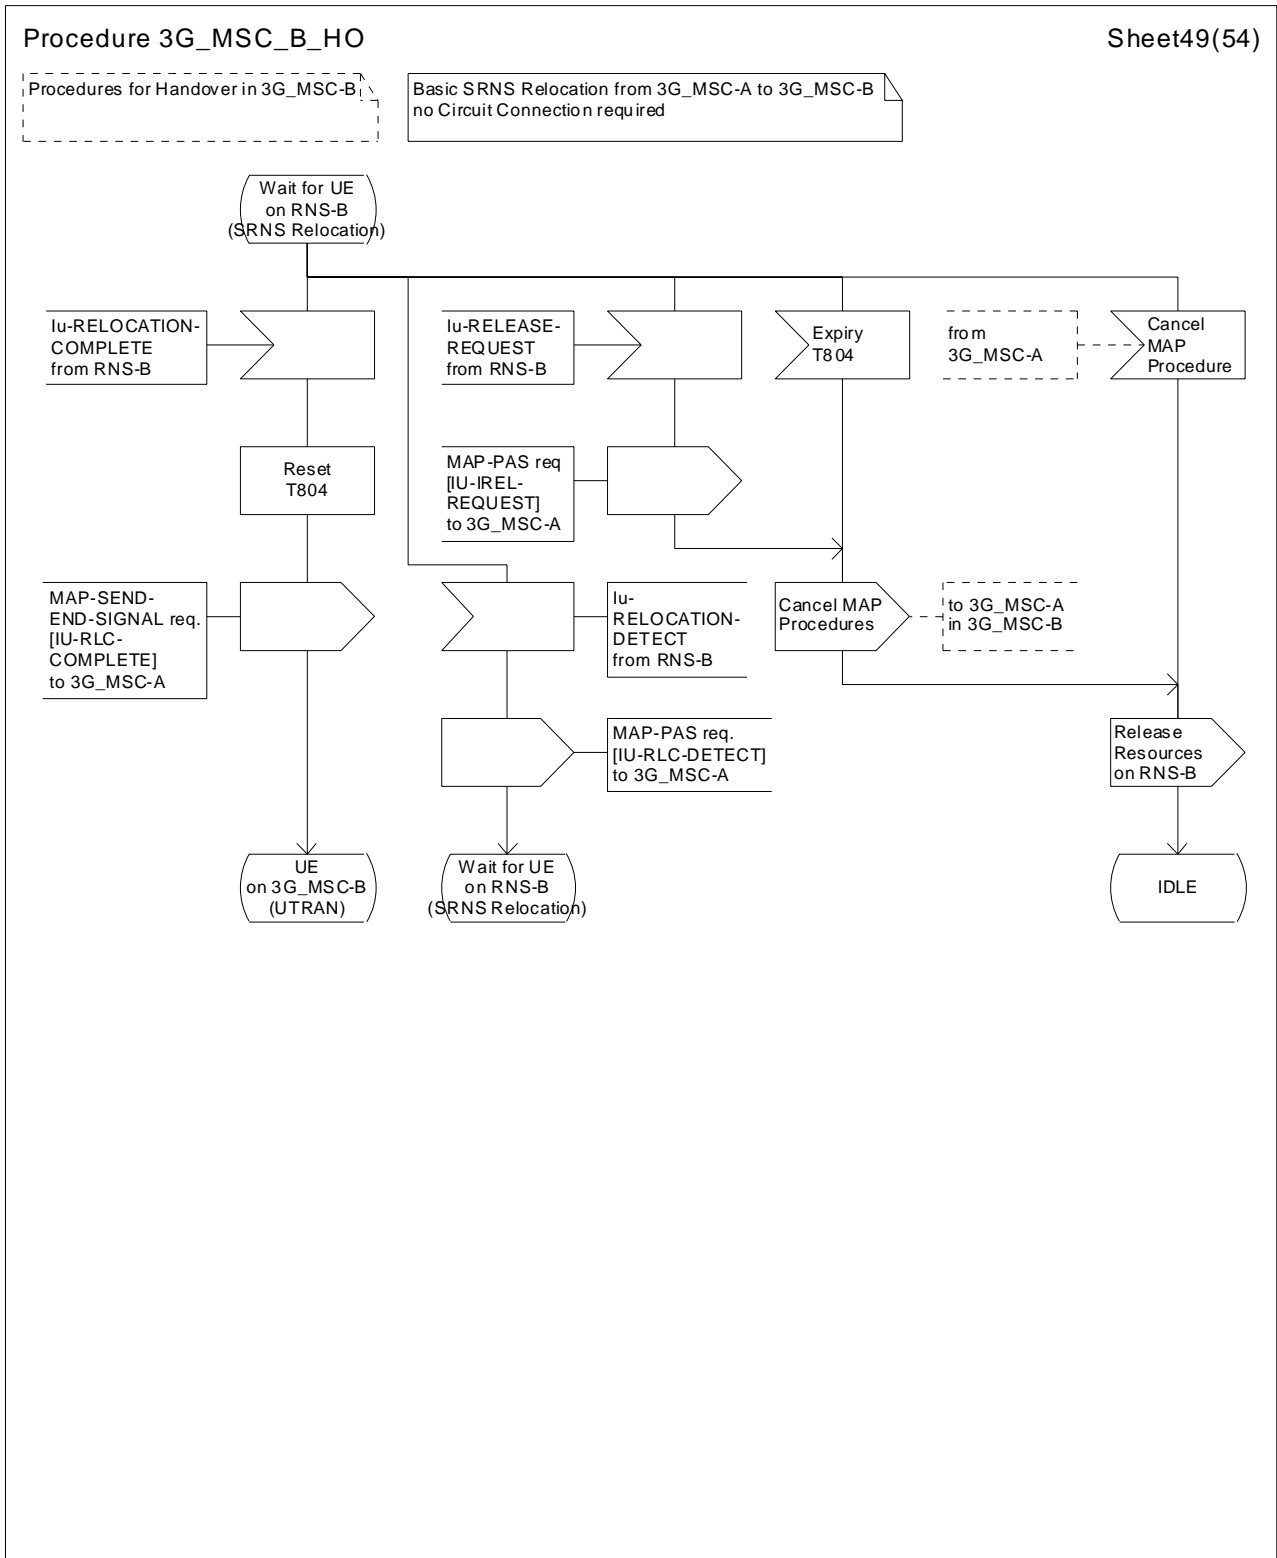 Procedure 3G_MSC_B_HO
Sheet49(54)
Procedures for Handover in 3G_MSC-B
Basic SRNS Relocation from 3G_MSC-A to 3G_MSC-B
no Circuit Connection required
Wait for UE
on RNS-B
(SRNS Relocation)
Iu-RELOCATION-
COMPLETE
from RNS-B
Iu-RELEASE-
REQUEST
from RNS-B
Expiry
T804
from
3G_MSC-A
Cancel
MAP
Procedure
Reset
T804
MAP-PAS req
[IU-IREL-
REQUEST]
to 3G_MSC-A
MAP-SEND-
END-SIGNAL req.
[IU-RLC-
COMPLETE]
to 3G_MSC-A
Iu-
RELOCATION-
DETECT
from RNS-B
Cancel MAP
Procedures
to 3G_MSC-A
in 3G_MSC-B
MAP-PAS req.
[IU-RLC-DETECT]
to 3G_MSC-A
Release
Resources
on RNS-B
UE
on 3G_MSC-B
(UTRAN)
Wait for UE
on RNS-B
(SRNS Relocation)
IDLE